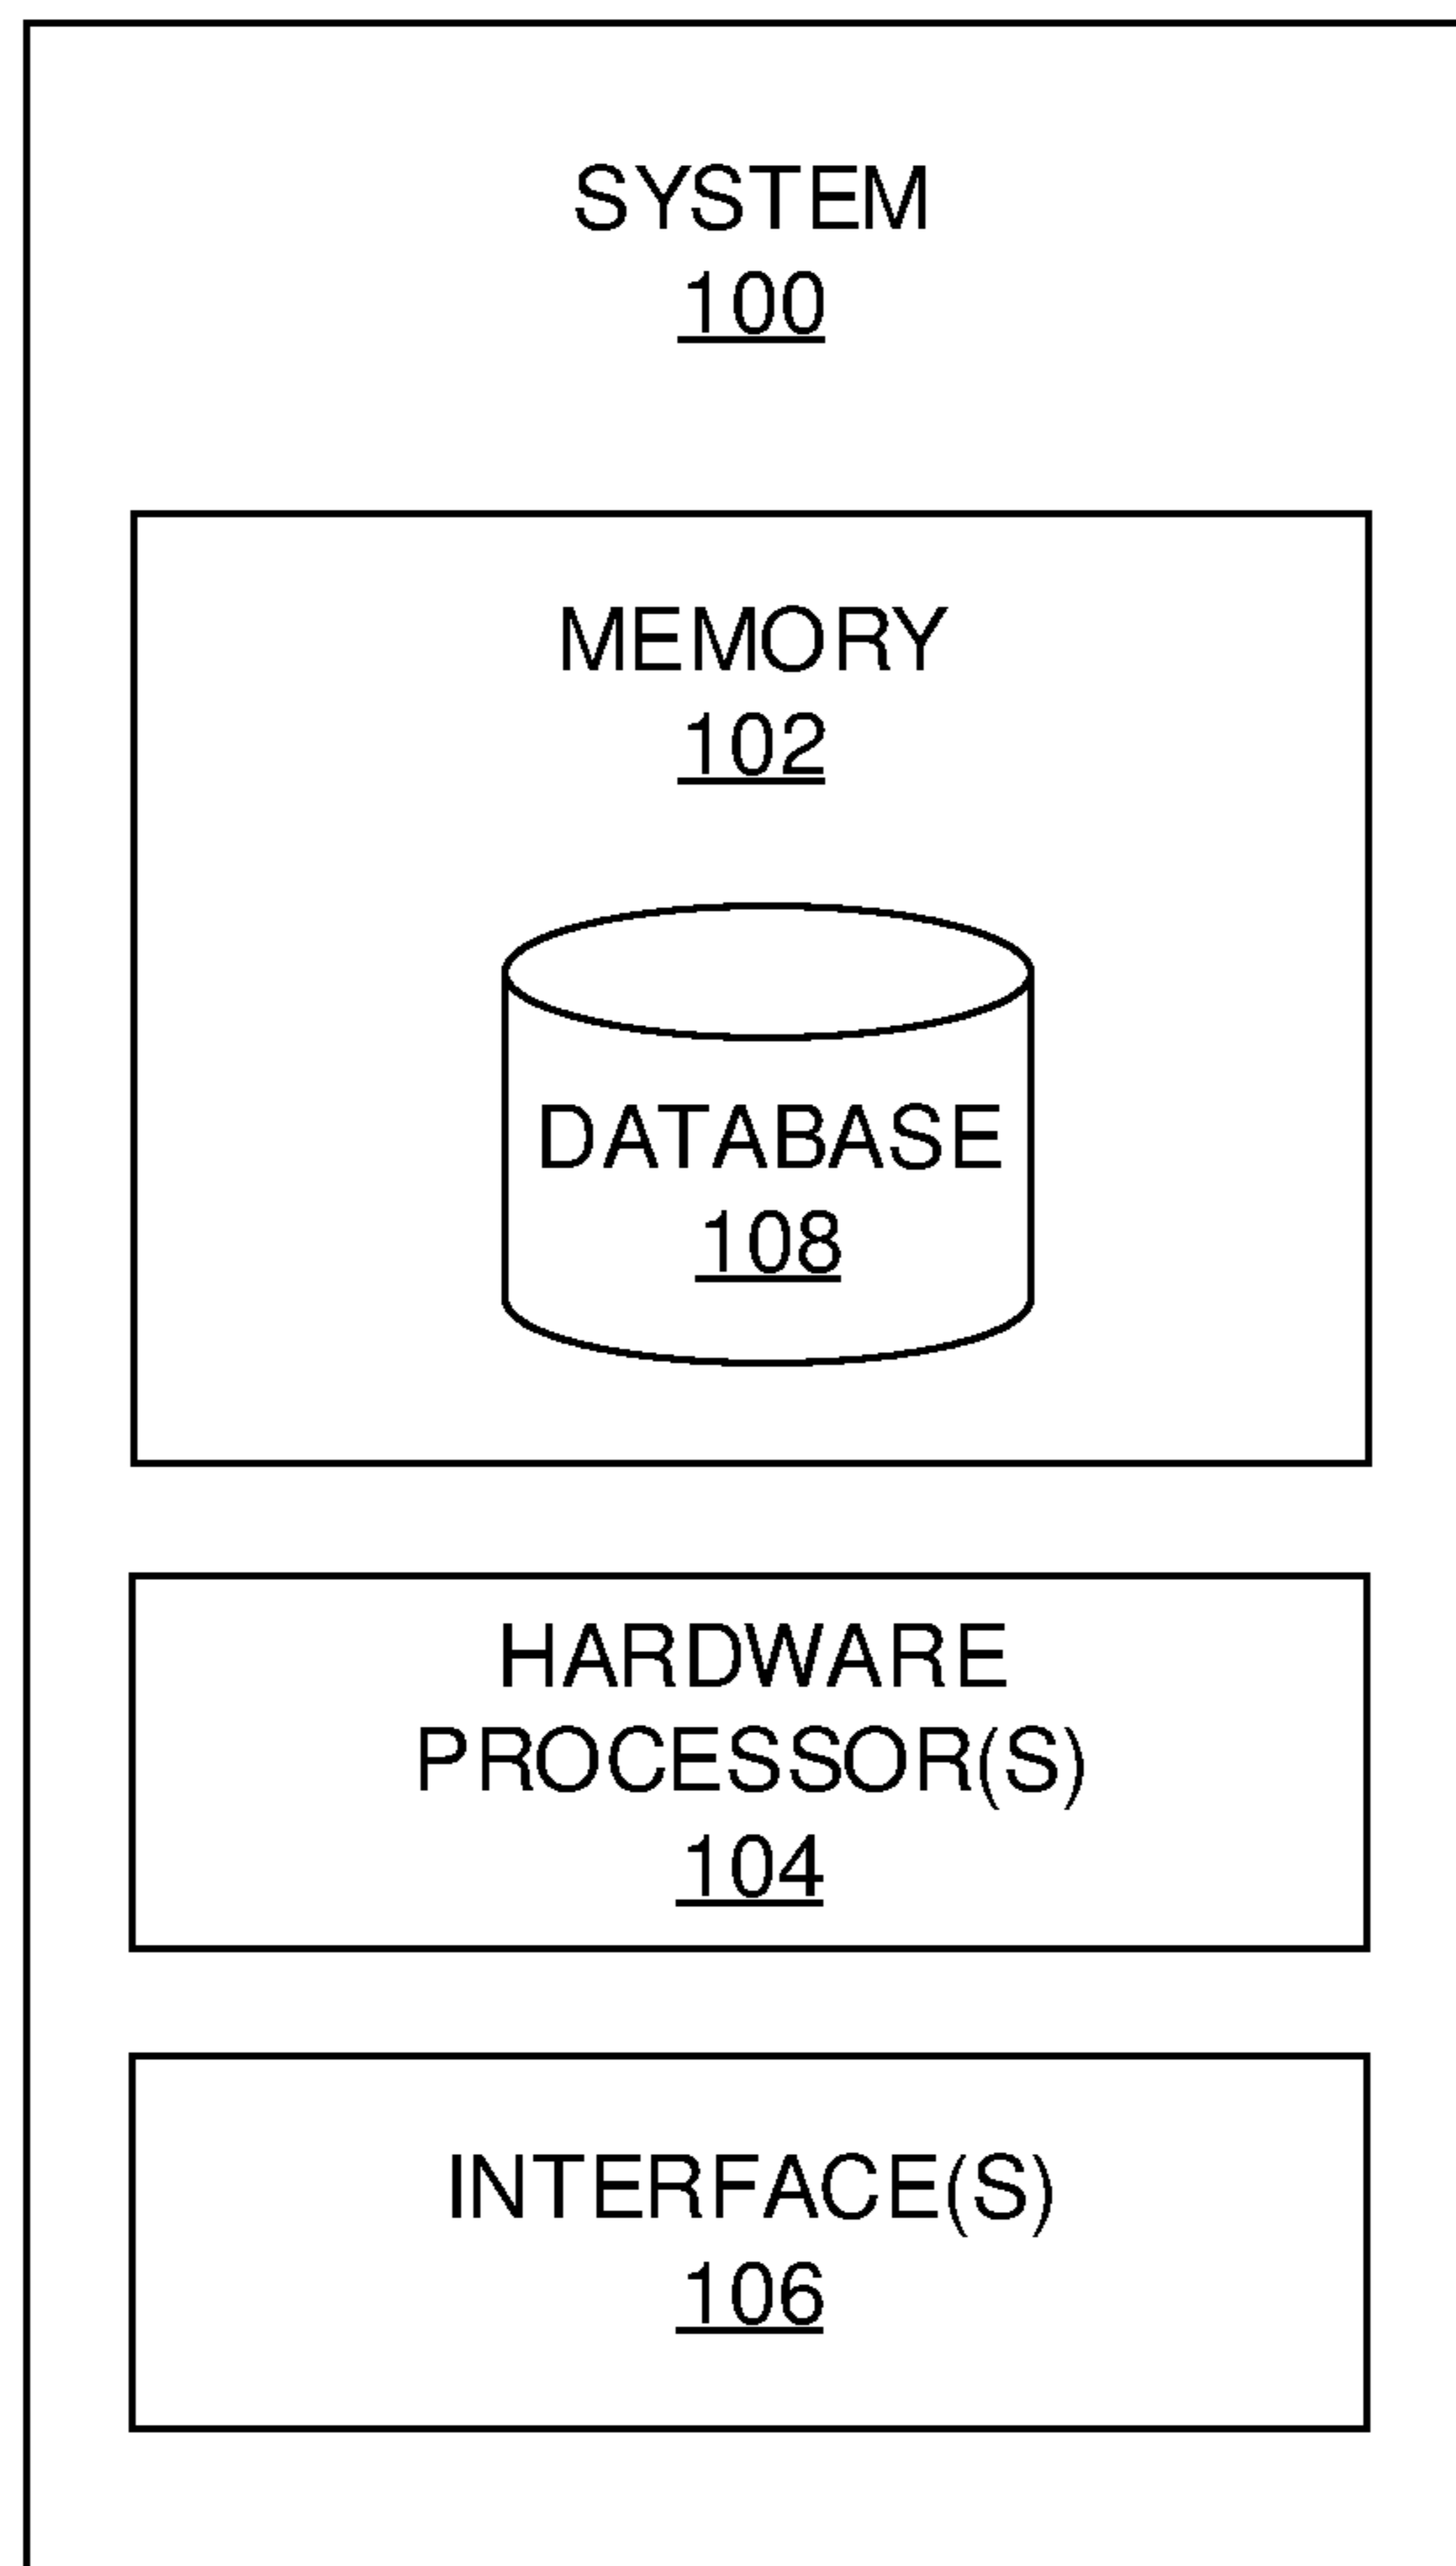 SYSTEM
100
MEMORY
102
DATABASE
108
HARDWARE
PROCESSOR(S)
104
INTERFACE(S)
106